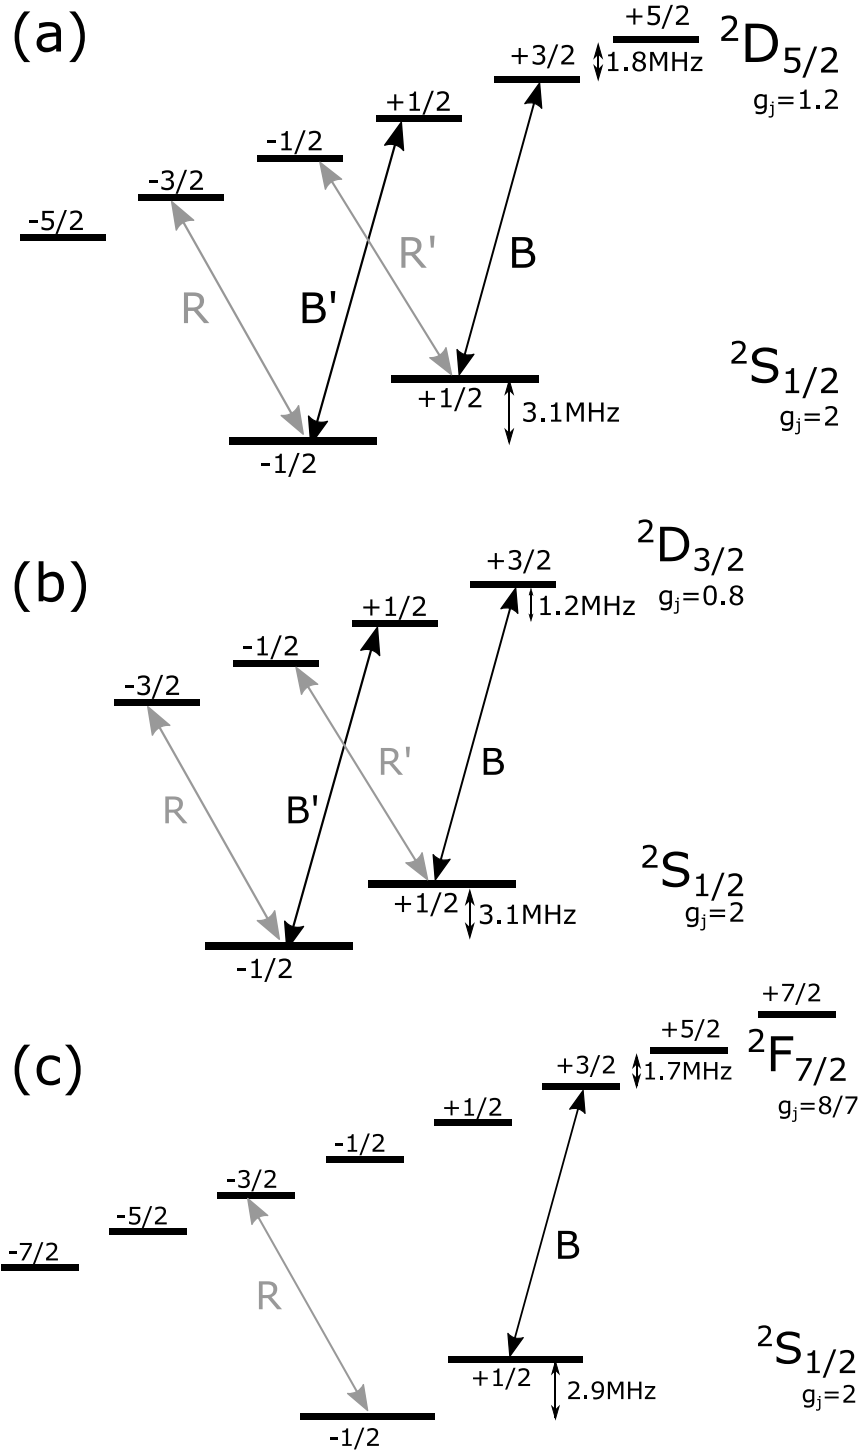 (a)
+5/2
²D₅/₂
gⱼ=1.2
+3/2
1.8MHz
+1/2
-1/2
-3/2
-5/2
R
B'
R'
B
²S₁/₂
gⱼ=2
+1/2
3.1MHz
-1/2
(b)
²D₃/₂
gⱼ=0.8
+3/2
1.2MHz
+1/2
-1/2
-3/2
R
B'
R'
B
²S₁/₂
gⱼ=2
+1/2
3.1MHz
-1/2
(c)
+7/2
²F₇/₂
gⱼ=8/7
+5/2
1.7MHz
+3/2
+1/2
-1/2
-3/2
-5/2
-7/2
R
B
²S₁/₂
gⱼ=2
+1/2
2.9MHz
-1/2